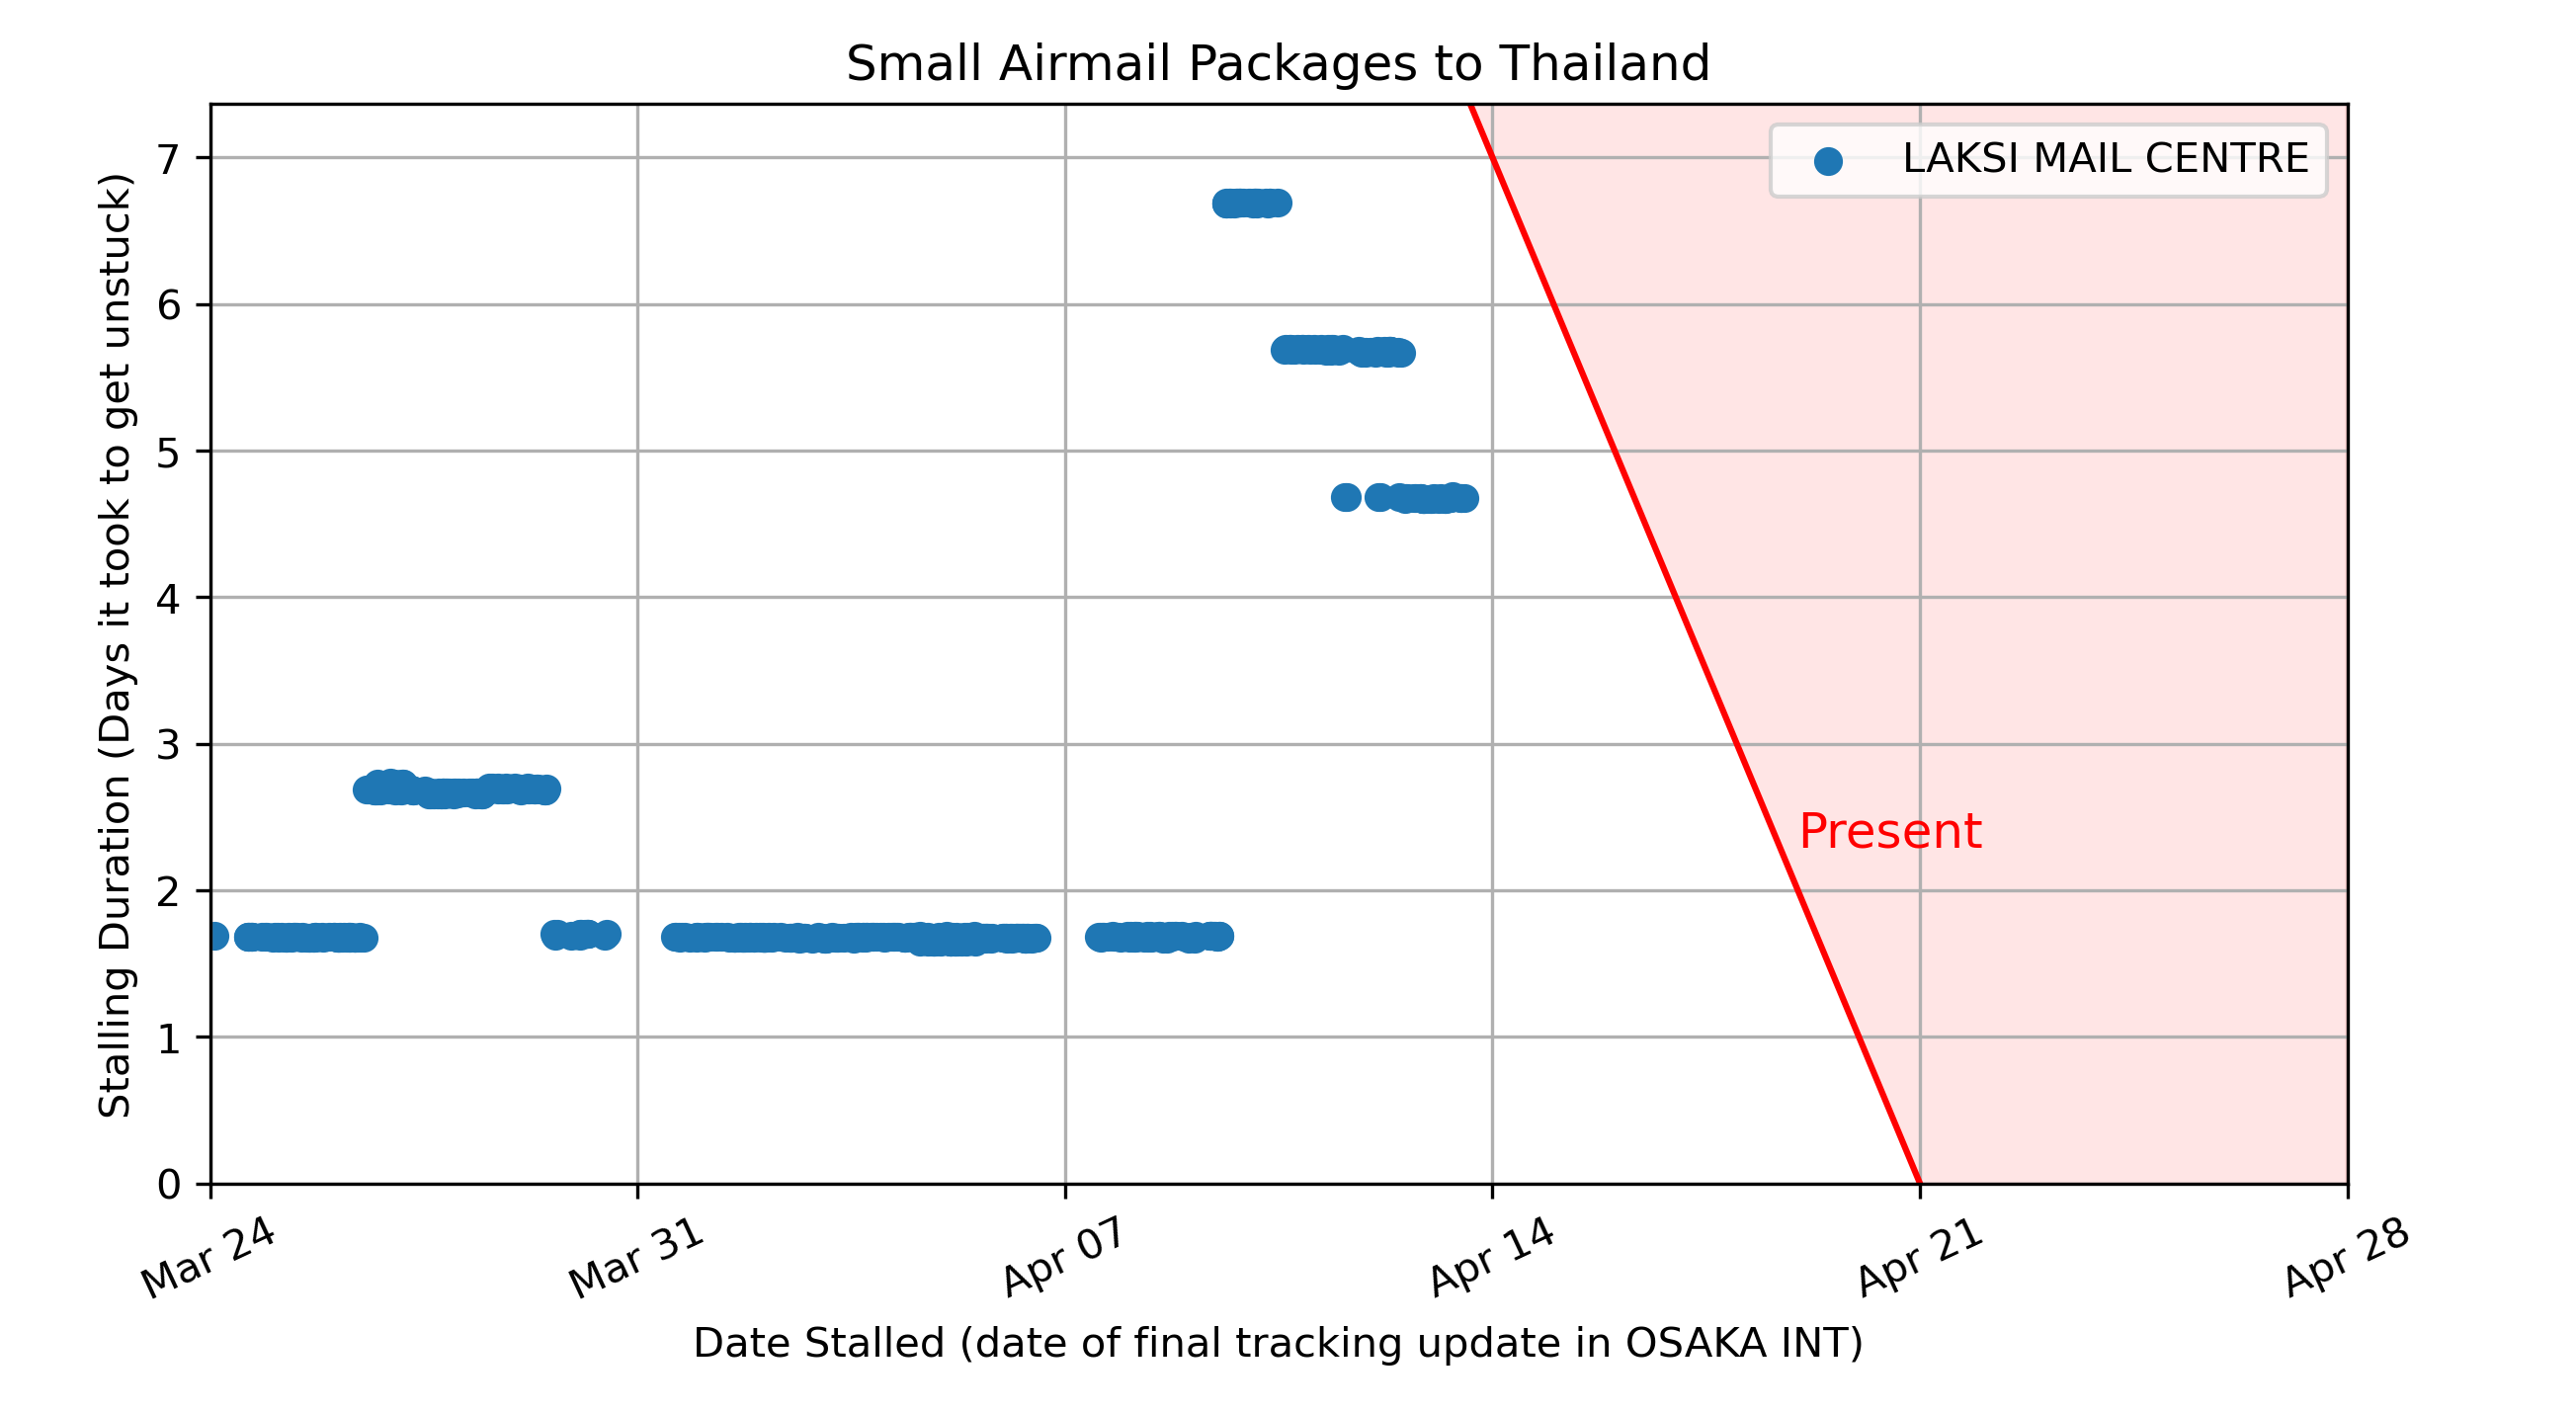 Small Airmail Packages to Thailand
LAKSI MAIL CENTRE
Stalling Duration (Days it took to get unstuck)
7
6
5
4
3
2
1
0
Present
Mar 24
Mar 31
Apr 07
Apr 14
Apr 21
Apr 28
Date Stalled (date of final tracking update in OSAKA INT)